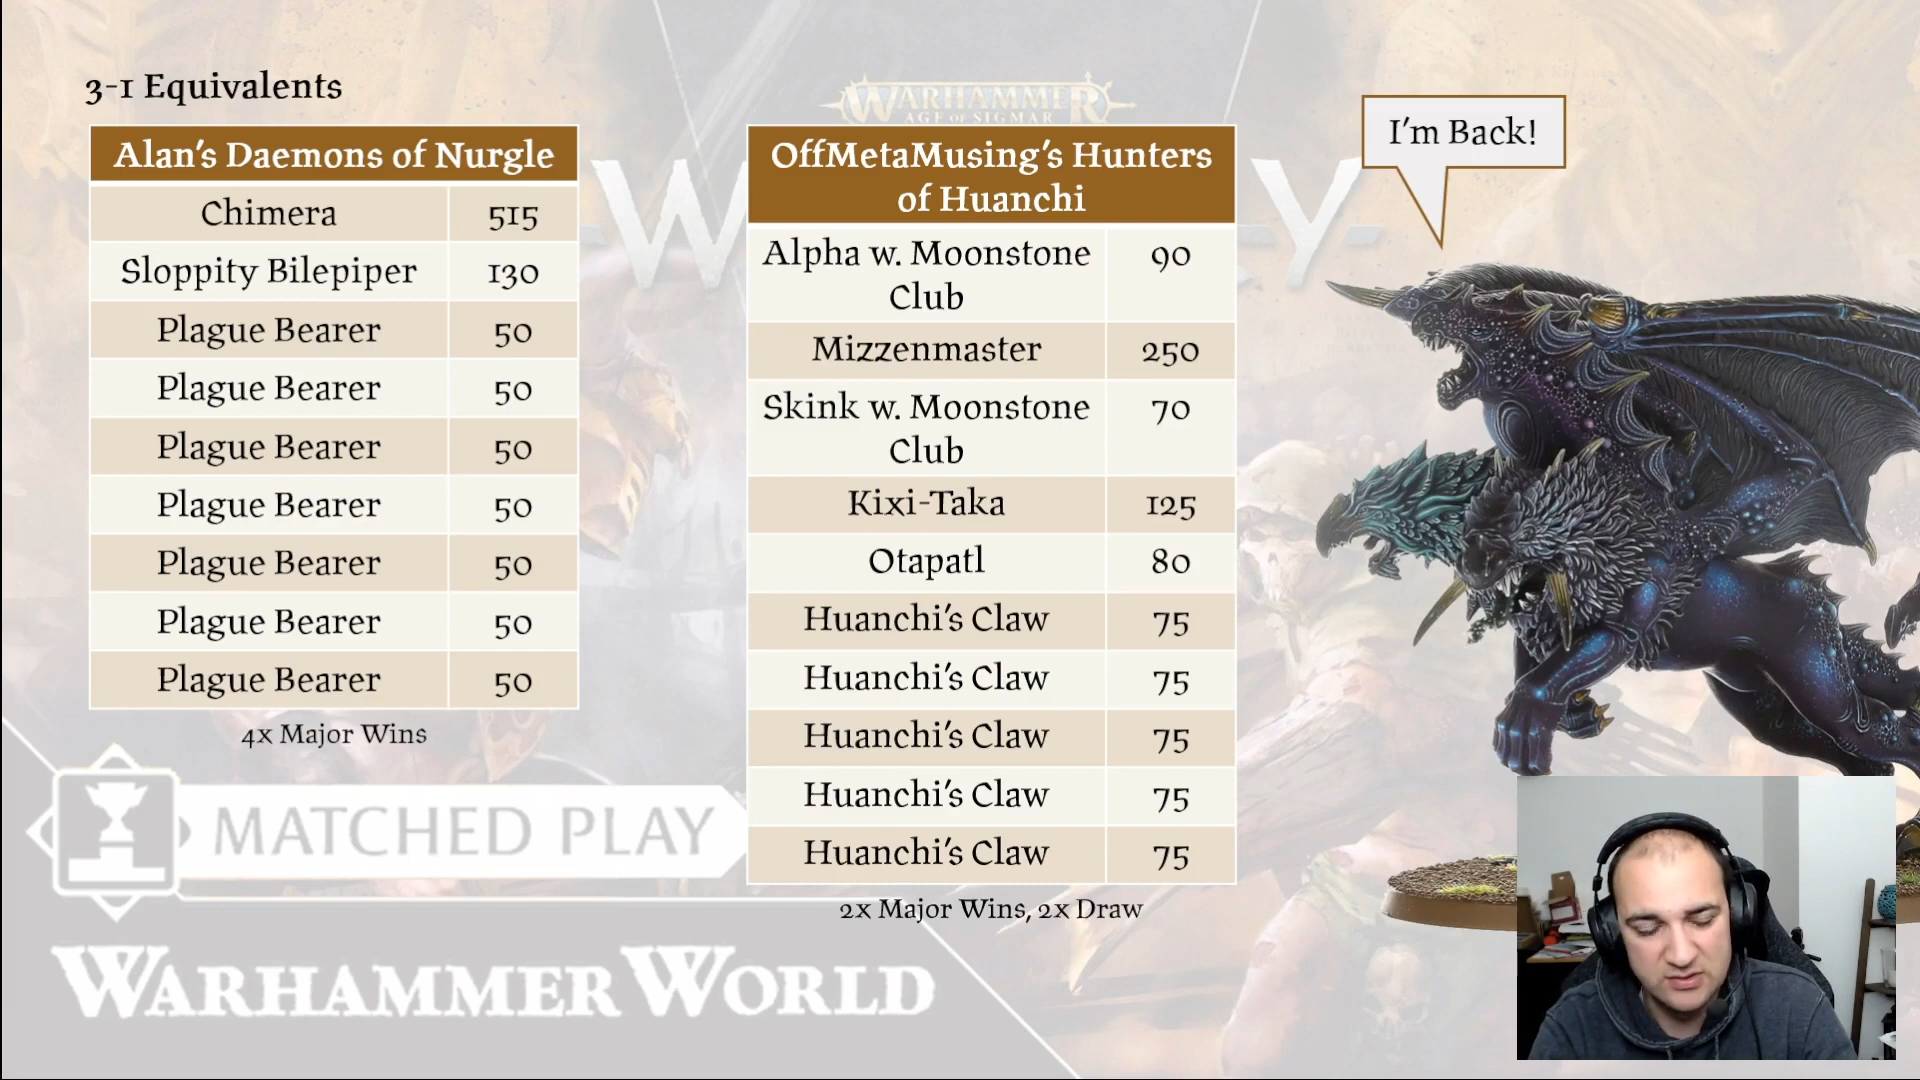 3-1 Equivalents
WARHAMMER
AGE OF SIGMAR
Alan's Daemons of Nurgle
Chimera 515
Sloppity Bilepiper 130
Plague Bearer 50
Plague Bearer 50
Plague Bearer 50
Plague Bearer 50
Plague Bearer 50
Plague Bearer 50
Plague Bearer 50
4x Major Wins
OffMetaMusing's Hunters
of Huanchi
Alpha w. Moonstone 90
Club
Mizzenmaster 250
Skink w. Moonstone 70
Club
Kixi-Taka 125
Otapatl 80
Huanchi's Claw 75
Huanchi's Claw 75
Huanchi's Claw 75
Huanchi's Claw 75
Huanchi's Claw 75
2x Major Wins, 2x Draw
I'm Back!
MATCHED PLAY
WARHAMMER WORLD